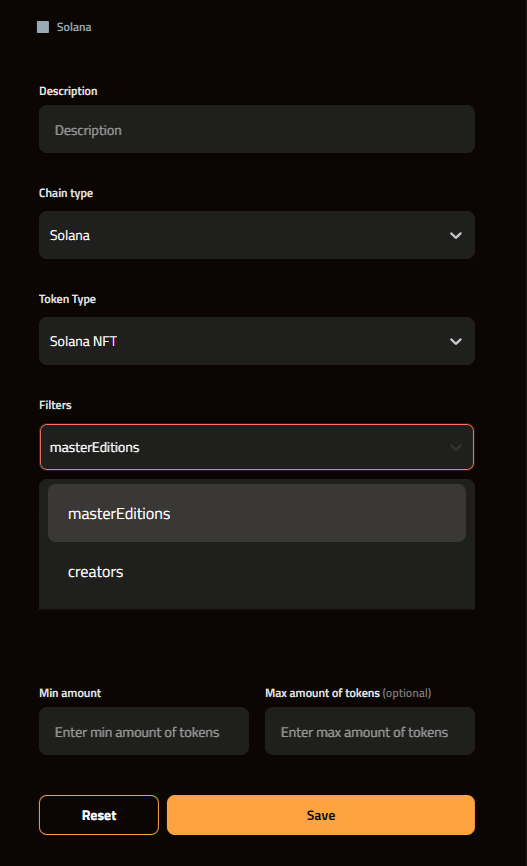 Solana
Description
Description
Chain type
Solana
Token Type
Solana NFT
Filters
masterEditions
masterEditions
creators
Min amount
Max amount of tokens (optional)
Enter min amount of tokens
Enter max amount of tokens
Reset
Save